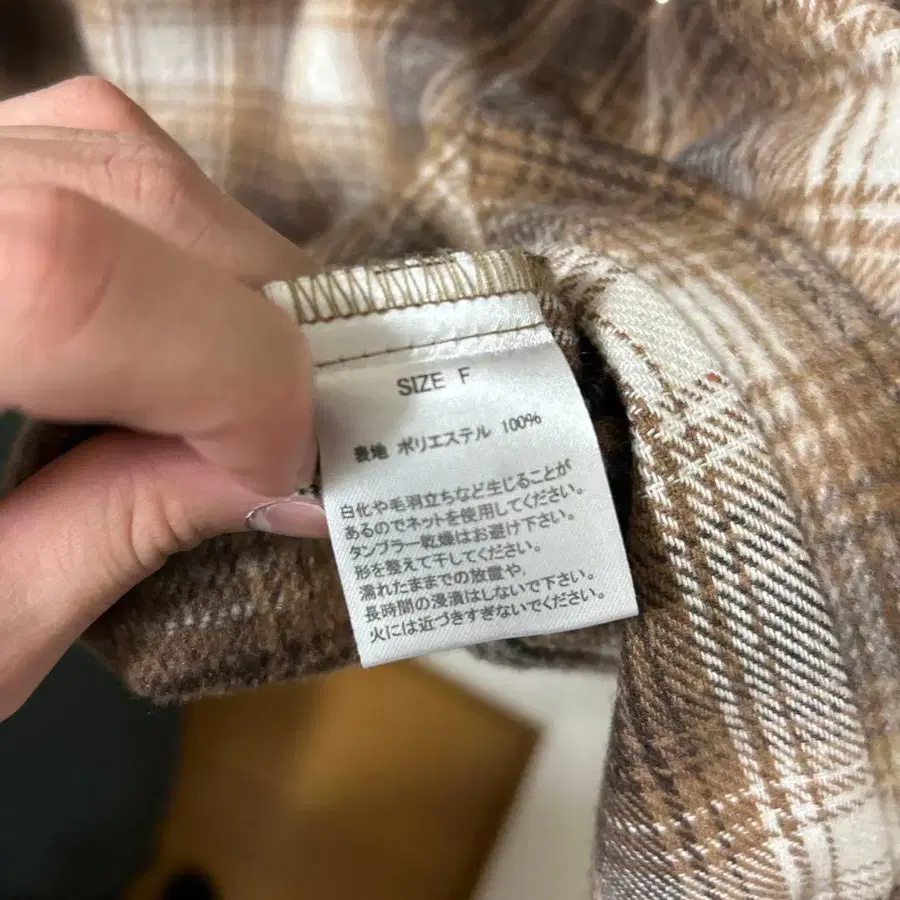 SIZE F
表地 ポリエステル 100%
白化や毛羽立ちなど生じることが
あるのでネットを使用してください。
タンブラー乾燥はお避け下さい。
形を整えて干してください。
濡れたままでの放置や、
長時間の浸漬はしないで下さい。
火には近づきすぎないでください。